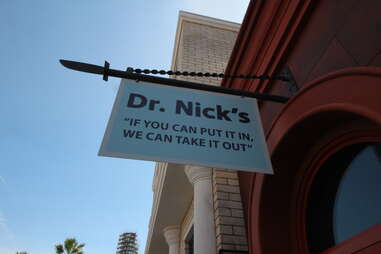 Dr. Nick's
"IF YOU CAN PUT IT IN,
WE CAN TAKE IT OUT"